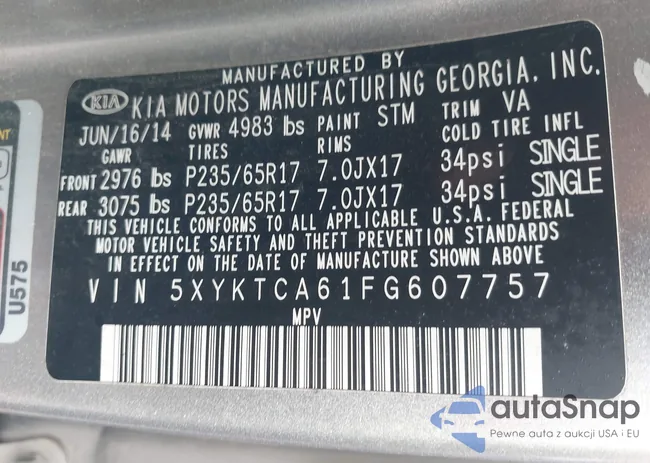 MANUFACTURED BY
KIA KIA MOTORS MANUFACTURING GEORGIA, INC.
JUN/16/14 GVWR 4983 lbs PAINT STM TRIM VA
GAWR TIRES RIMS COLD TIRE INFL
FRONT 2976 lbs P235/65R17 7.0JX17 34psi SINGLE
REAR 3075 lbs P235/65R17 7.0JX17 34psi SINGLE
THIS VEHICLE CONFORMS TO ALL APPLICABLE U.S.A. FEDERAL
MOTOR VEHICLE SAFETY AND THEFT PREVENTION STANDARDS
IN EFFECT ON THE DATE OF MANUFACTURE SHOWN ABOVE.
VIN 5XYKTCA61FG607757
MPV
U575
autaSnap
Pewne auta z aukcji USA i EU